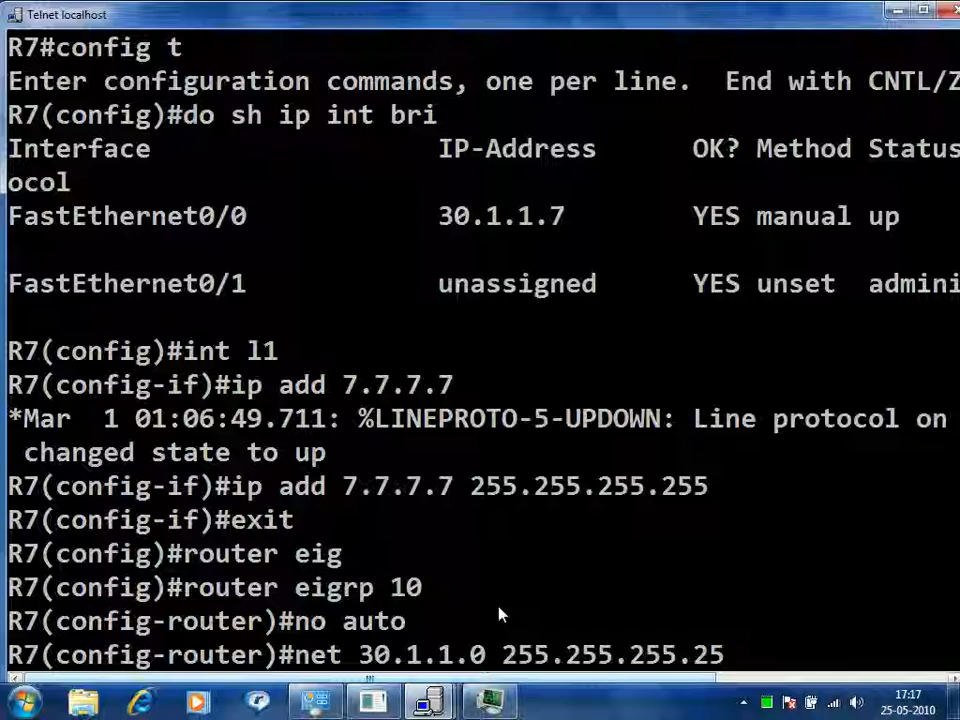 Telnet localhost
R7#config t
Enter configuration commands, one per line.  End with CNTL/Z
R7(config)#do sh ip int bri
Interface                  IP-Address      OK? Method Status
ocol
FastEthernet0/0            30.1.1.7        YES manual up
FastEthernet0/1            unassigned      YES unset  admini
R7(config)#int l1
R7(config-if)#ip add 7.7.7.7
*Mar  1 01:06:49.711: %LINEPROTO-5-UPDOWN: Line protocol on
 changed state to up
R7(config-if)#ip add 7.7.7.7 255.255.255.255
R7(config-if)#exit
R7(config)#router eig
R7(config)#router eigrp 10
R7(config-router)#no auto
R7(config-router)#net 30.1.1.0 255.255.255.25
17:17
25-05-2010